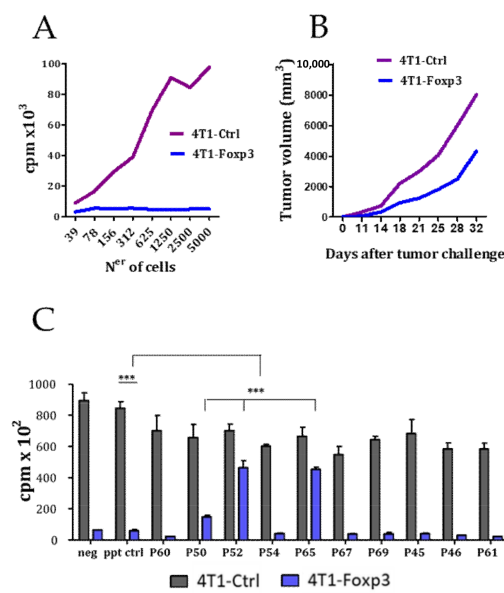 A
cpm x10³
100
80
60
40
20
0
4T1-Ctrl
4T1-Foxp3
39
78
156
312
625
1250
2500
5000
Nᵉʳ of cells
B
Tumor volume (mm³)
10,000
8000
6000
4000
2000
0
4T1-Ctrl
4T1-Foxp3
0 11 14 18 21 25 28 32
Days after tumor challenge
C
cpm x 10²
1000
800
600
400
200
0
***
***
neg ppt ctrl P60 P50 P52 P54 P65 P67 P69 P45 P46 P61
4T1-Ctrl 4T1-Foxp3